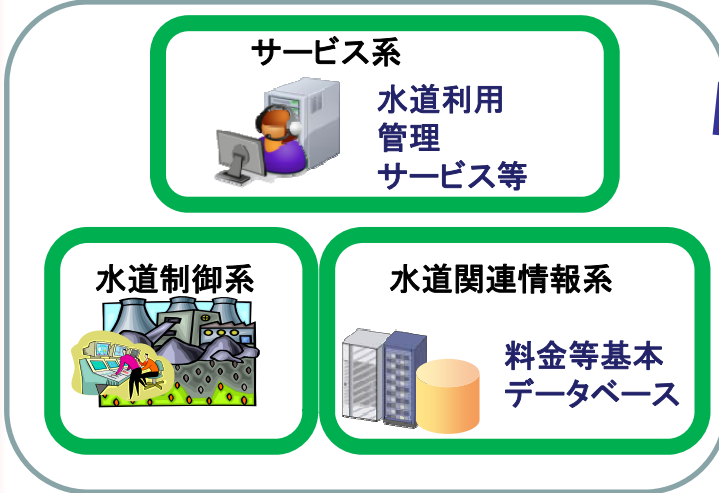 サービス系
水道利用
管理
サービス等
水道制御系
水道関連情報系
料金等基本
データベース